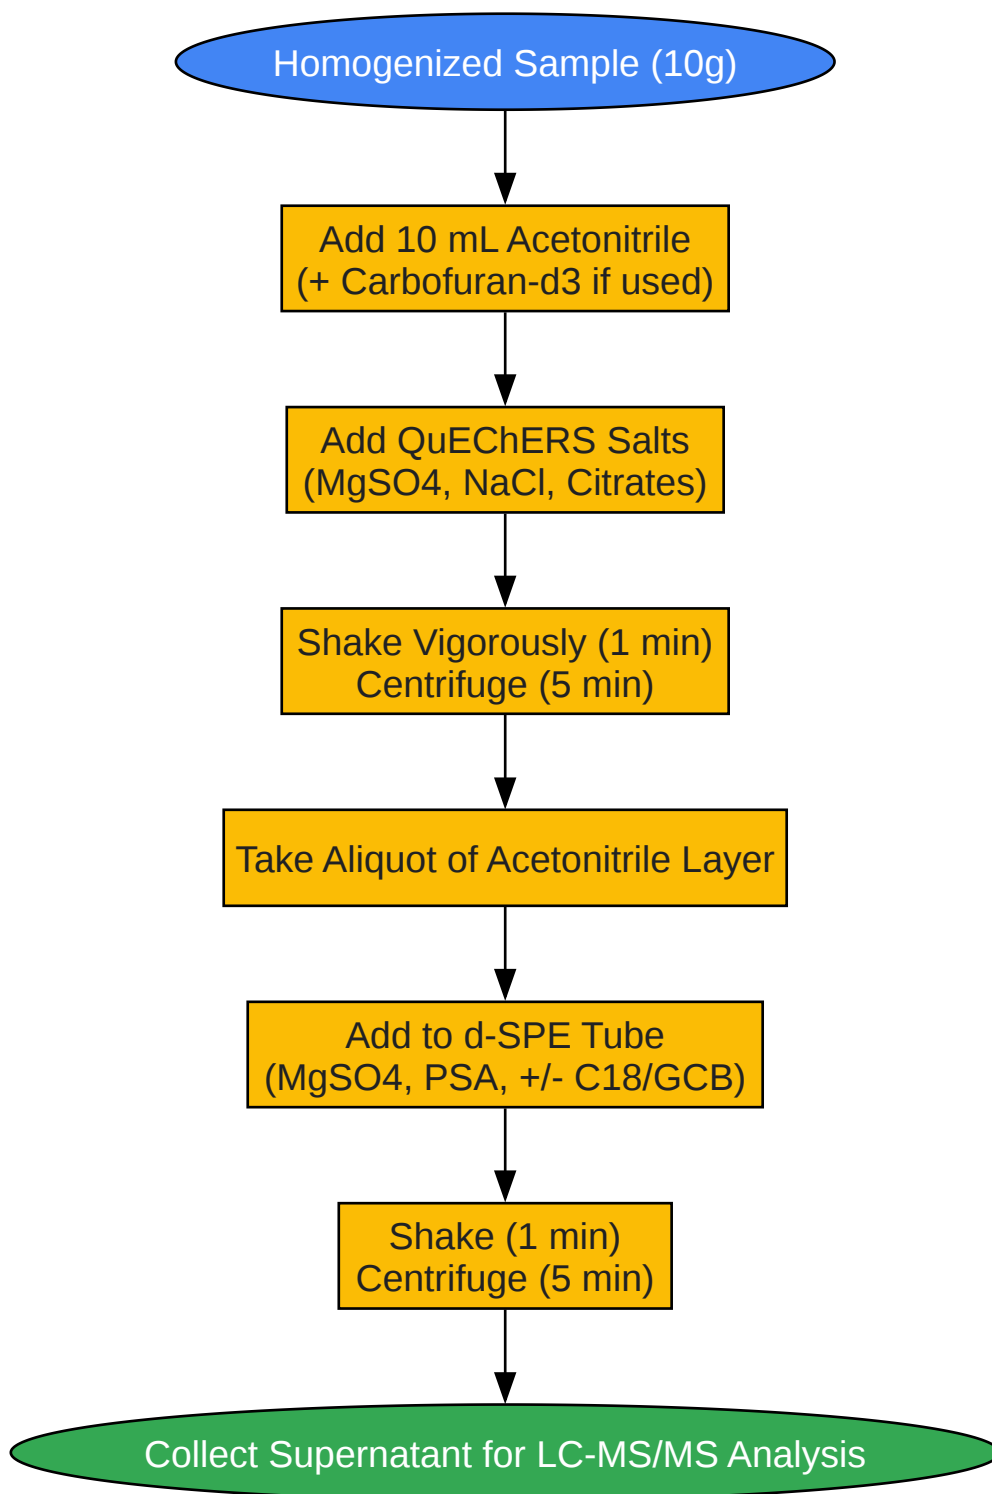 Homogenized Sample (10g)
Add 10 mL Acetonitrile
(+ Carbofuran-d3 if used)
Add QuEChERS Salts
(MgSO4, NaCl, Citrates)
Shake Vigorously (1 min)
Centrifuge (5 min)
Take Aliquot of Acetonitrile Layer
Add to d-SPE Tube
(MgSO4, PSA, +/- C18/GCB)
Shake (1 min)
Centrifuge (5 min)
Collect Supernatant for LC-MS/MS Analysis